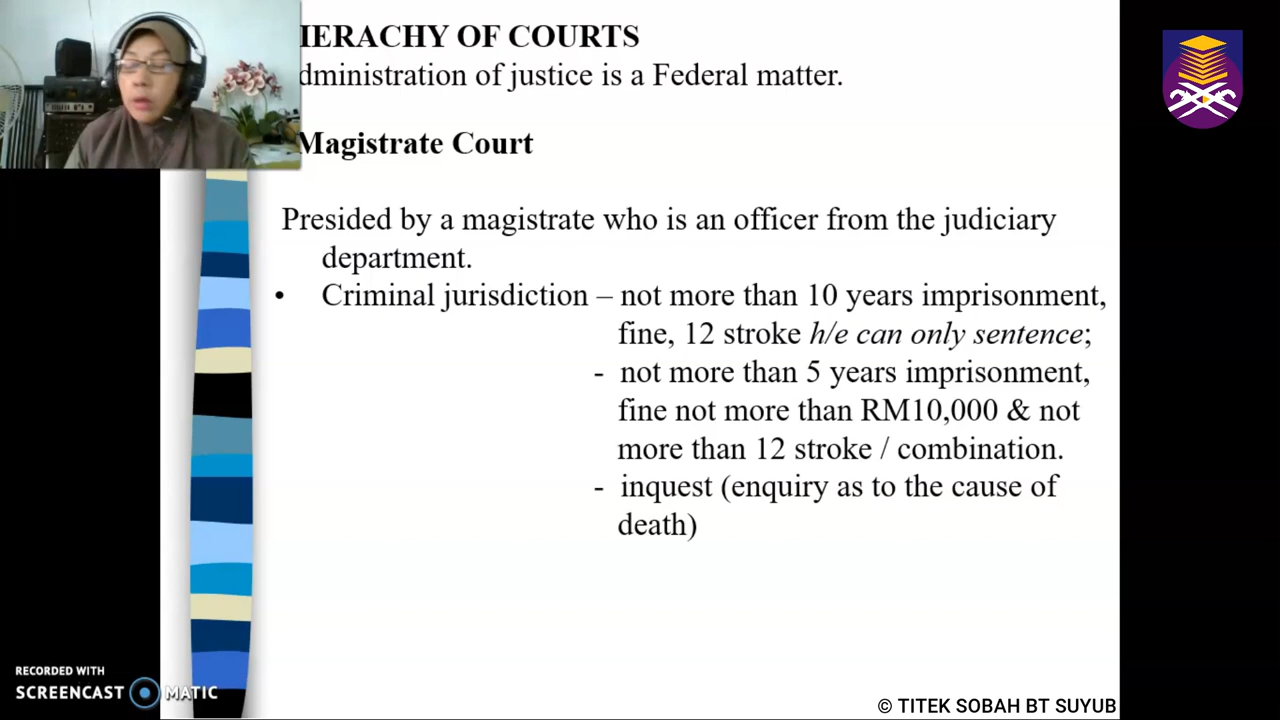 IERACHY OF COURTS
dministration of justice is a Federal matter.
Magistrate Court
Presided by a magistrate who is an officer from the judiciary
department.
• Criminal jurisdiction – not more than 10 years imprisonment,
fine, 12 stroke h/e can only sentence;
- not more than 5 years imprisonment,
fine not more than RM10,000 & not
more than 12 stroke / combination.
- inquest (enquiry as to the cause of
death)
RECORDED WITH
SCREENCAST MATIC
© TITEK SOBAH BT SUYUB